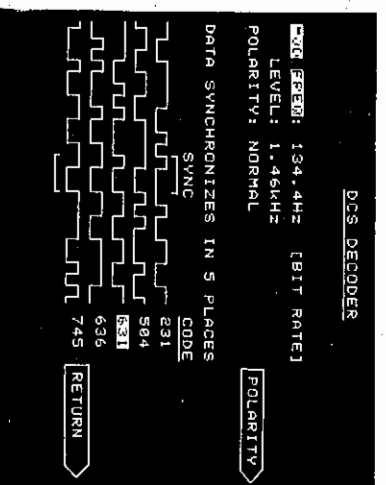 DCS DECODER
134.4Hz [BIT RATE]
LEVEL: 1.46kHz
POLARITY: NORMAL
POLARITY
DATA SYNCHRONIZES IN 5 PLACES
SYNC
CODE
231
504
631
636
745
RETURN